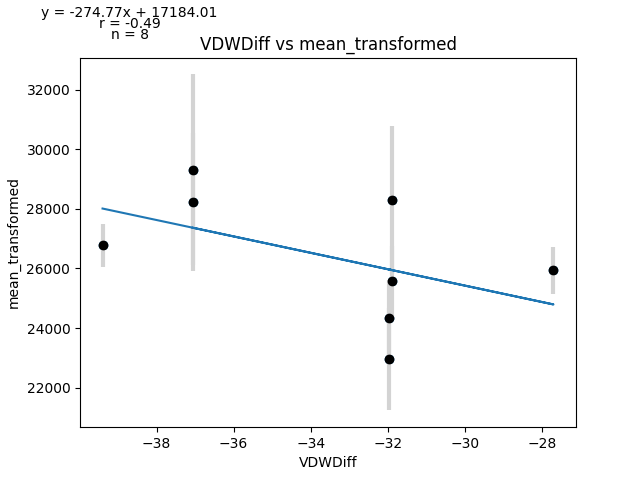 y = -274.77x + 17184.01
r = -0.49
n = 8
VDWDiff vs mean_transformed
mean_transformed
32000
30000
28000
26000
24000
22000
−38
−36
−34
−32
−30
−28
VDWDiff